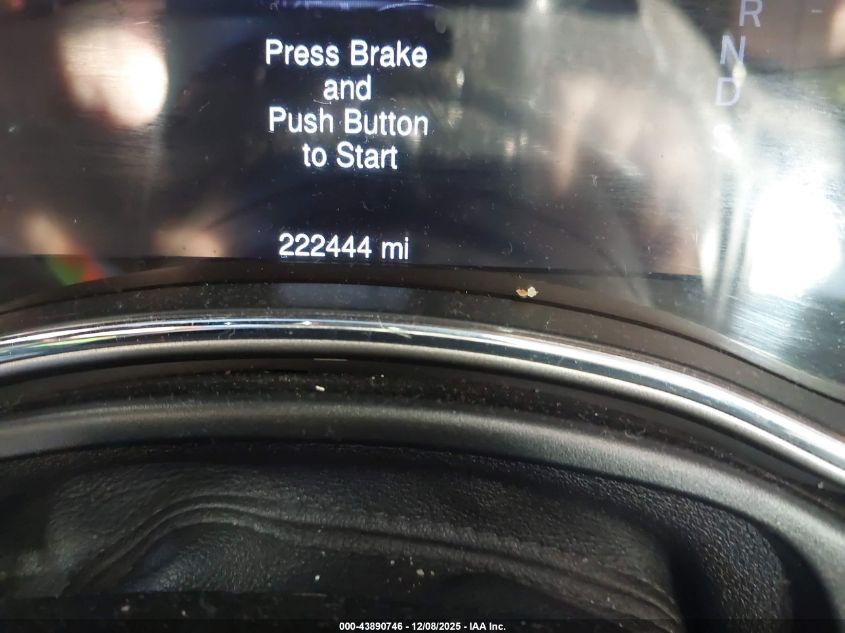 Press Brake
and
Push Button
to Start
222444 mi
R
N
D
S
000-43890746 - 12/08/2025 - IAA Inc.